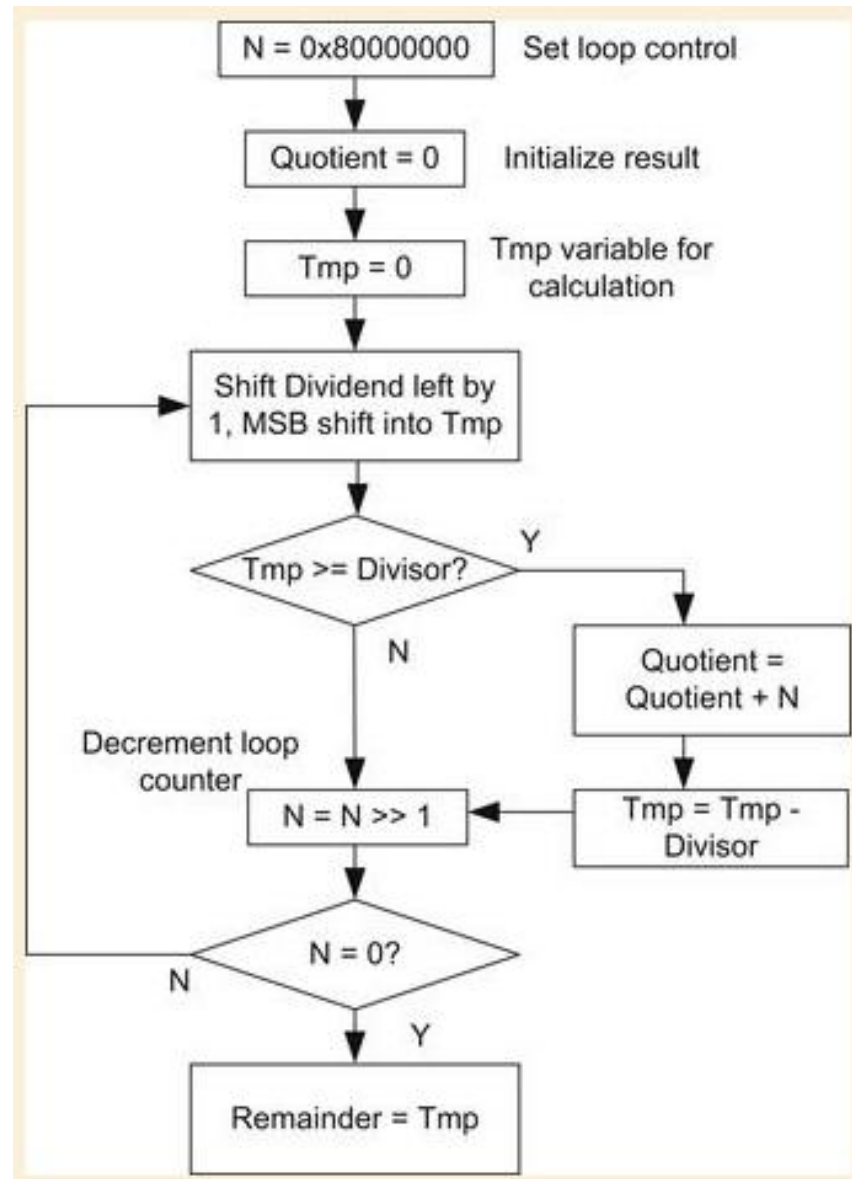 N = 0x80000000
Set loop control
Quotient = 0
Initialize result
Tmp = 0
Tmp variable for
calculation
Shift Dividend left by
1, MSB shift into Tmp
Tmp >= Divisor?
Y
N
Quotient =
Quotient + N
Decrement loop
counter
N = N >> 1
Tmp = Tmp -
Divisor
N = 0?
N
Y
Remainder = Tmp